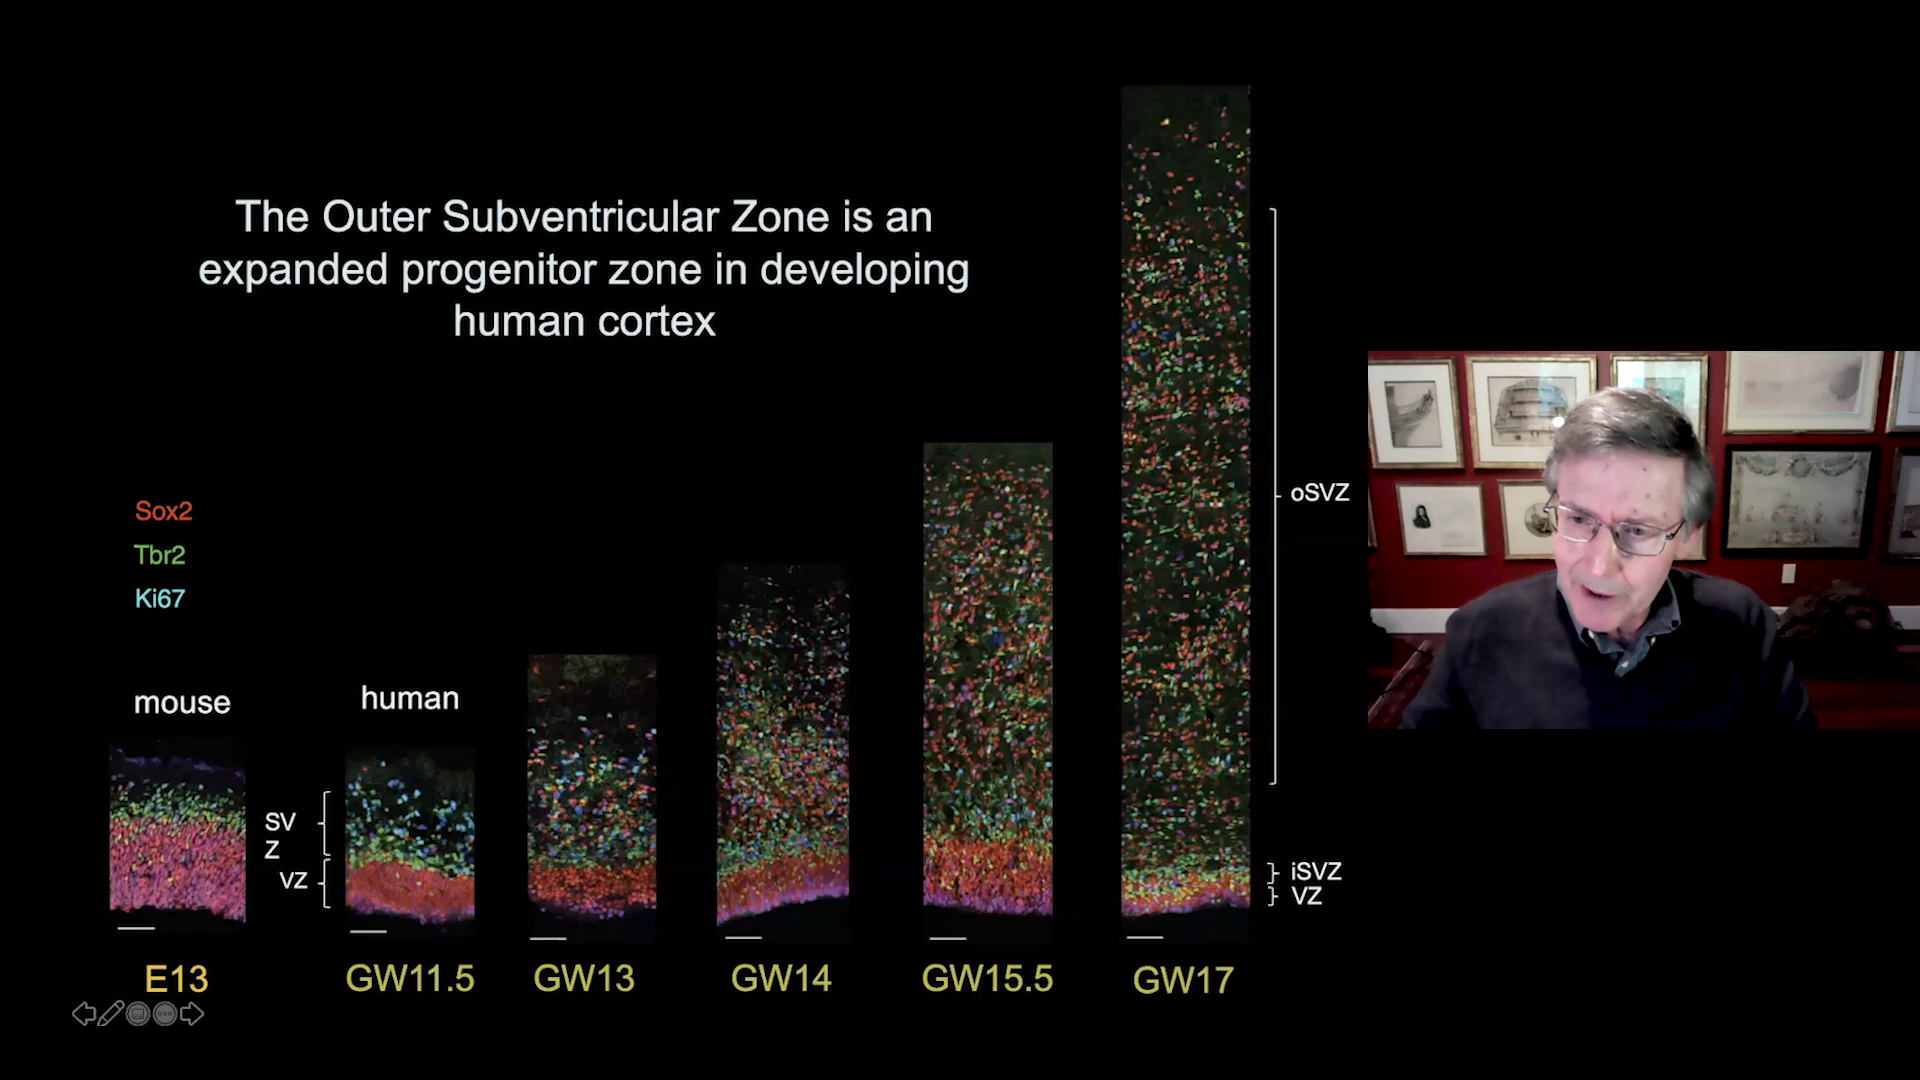 The Outer Subventricular Zone is an
expanded progenitor zone in developing
human cortex
Sox2
Tbr2
Ki67
mouse
human
SV
Z
VZ
oSVZ
iSVZ
VZ
E13
GW11.5
GW13
GW14
GW15.5
GW17